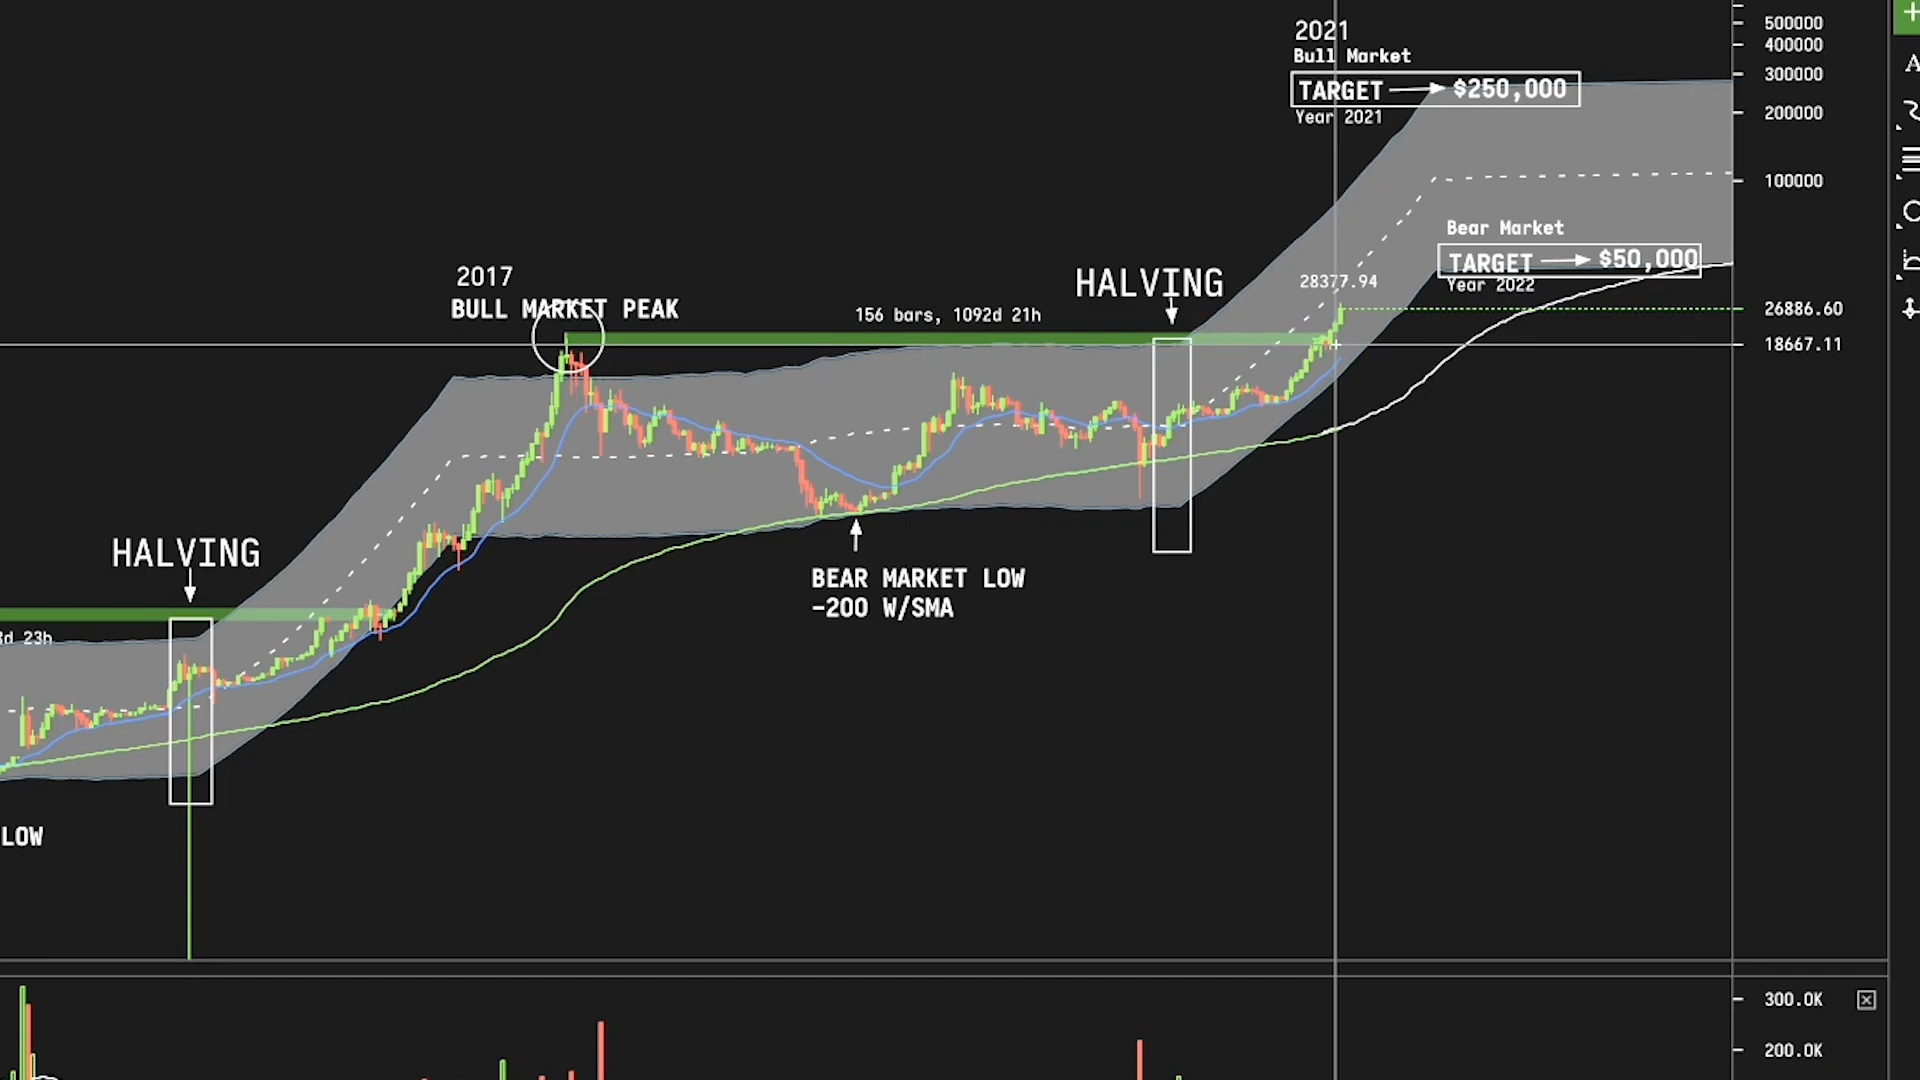 2021
Bull Market
TARGET $250,000
Year 2021
500000
400000
300000
200000
100000
Bear Market
TARGET $50,000
Year 2022
28377.94
26886.60
18667.11
HALVING
2017
BULL MARKET PEAK
156 bars, 1092d 21h
HALVING
BEAR MARKET LOW
-200 W/SMA
d 23h
LOW
300.0K
200.0K